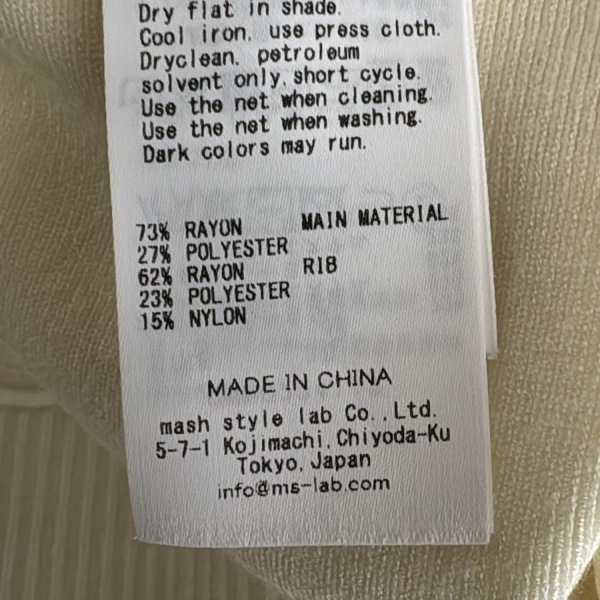 Dry flat in shade.
Cool iron. use press cloth.
Dryclean. petroleum
solvent only. short cycle.
Use the net when cleaning.
Use the net when washing.
Dark colors may run.
73% RAYON MAIN MATERIAL
27% POLYESTER
62% RAYON RIB
23% POLYESTER
15% NYLON
MADE IN CHINA
mash style lab Co.,Ltd.
5-7-1 Kojimachi, Chiyoda-Ku
Tokyo, Japan
info@ms-lab.com